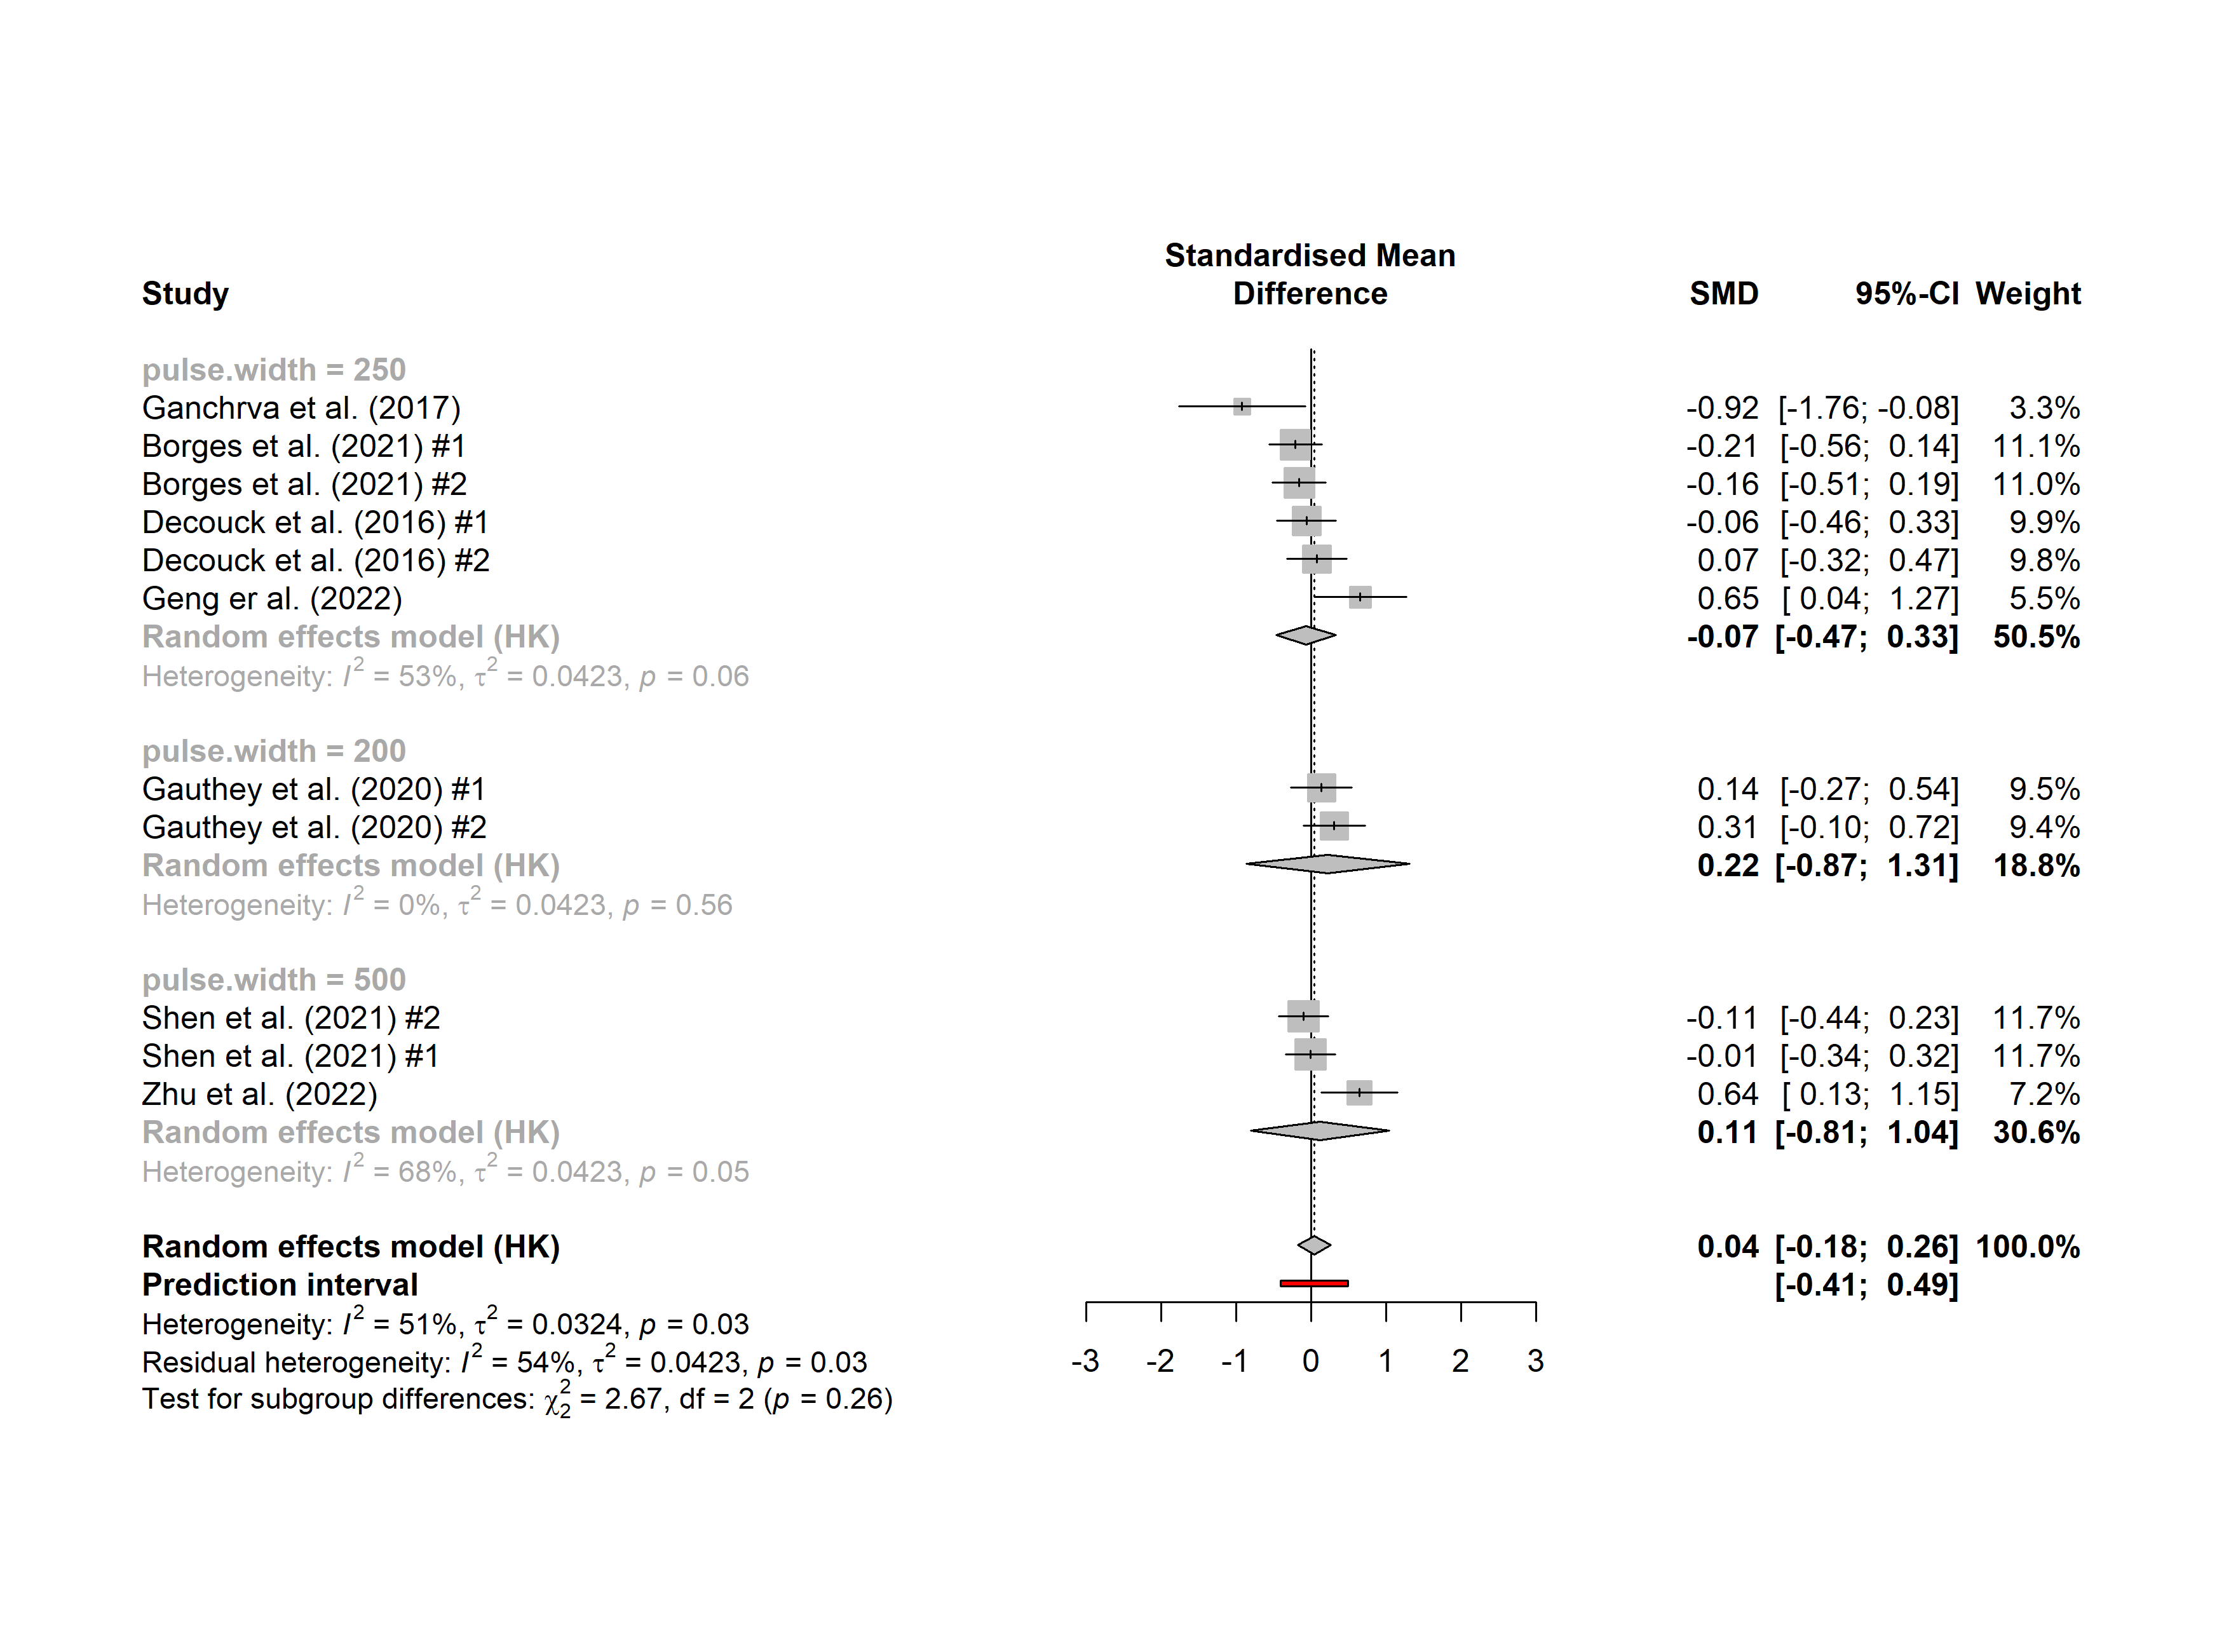 Standardised Mean
Study Difference SMD 95%-CI Weight
pulse.width = 250
Ganchrva et al. (2017) -0.92 [-1.76; -0.08] 3.3%
Borges et al. (2021) #1 -0.21 [-0.56; 0.14] 11.1%
Borges et al. (2021) #2 -0.16 [-0.51; 0.19] 11.0%
Decouck et al. (2016) #1 -0.06 [-0.46; 0.33] 9.9%
Decouck et al. (2016) #2 0.07 [-0.32; 0.47] 9.8%
Geng er al. (2022) 0.65 [ 0.04; 1.27] 5.5%
Random effects model (HK) -0.07 [-0.47; 0.33] 50.5%
Heterogeneity: I² = 53%, τ² = 0.0423, p = 0.06
pulse.width = 200
Gauthey et al. (2020) #1 0.14 [-0.27; 0.54] 9.5%
Gauthey et al. (2020) #2 0.31 [-0.10; 0.72] 9.4%
Random effects model (HK) 0.22 [-0.87; 1.31] 18.8%
Heterogeneity: I² = 0%, τ² = 0.0423, p = 0.56
pulse.width = 500
Shen et al. (2021) #2 -0.11 [-0.44; 0.23] 11.7%
Shen et al. (2021) #1 -0.01 [-0.34; 0.32] 11.7%
Zhu et al. (2022) 0.64 [ 0.13; 1.15] 7.2%
Random effects model (HK) 0.11 [-0.81; 1.04] 30.6%
Heterogeneity: I² = 68%, τ² = 0.0423, p = 0.05
Random effects model (HK) 0.04 [-0.18; 0.26] 100.0%
Prediction interval [-0.41; 0.49]
Heterogeneity: I² = 51%, τ² = 0.0324, p = 0.03
Residual heterogeneity: I² = 54%, τ² = 0.0423, p = 0.03
-3 -2 -1 0 1 2 3
Test for subgroup differences: χ²₂ = 2.67, df = 2 (p = 0.26)